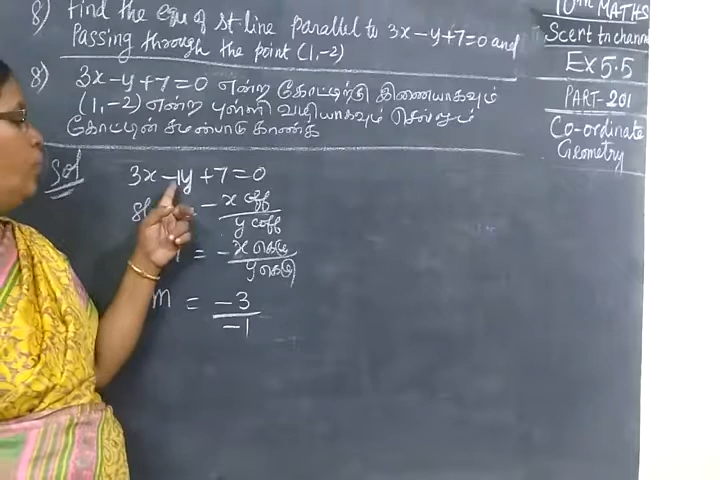 8) Find the equ of st. line parallel to 3x-y+7=0 and
Passing through the point (1,-2)
8) 3x-y+7=0 என்ற கோட்டிற்கு இணையாகவும்
(1,-2) என்ற புள்ளி வழியாகவும் செல்லும்
கோட்டின் சமன்பாடு காண்க
Sol
3x-1y+7=0
= -x coff
y coff
= -x கெழு
y கெழு
m = -3
-1
10th MATHS
Scert tn channel
EX 5.5
PART-201
Co-ordinate
Geometry